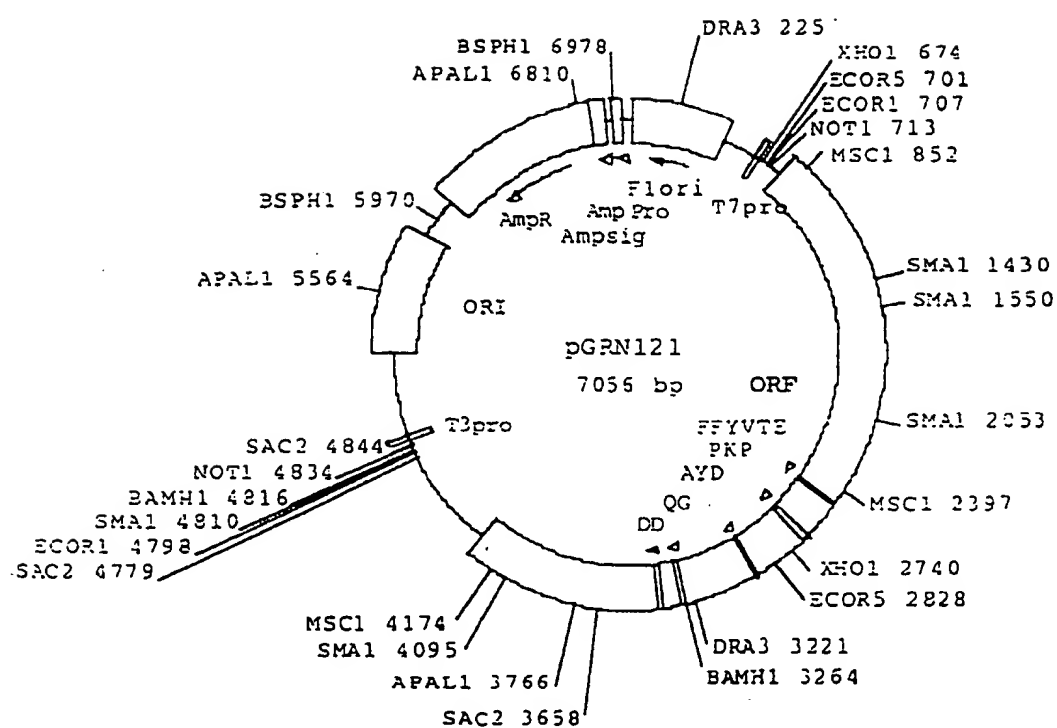 DRA3 225
BSPH1 6978
APAL1 6810
XHO1 674
ECOR5 701
ECOR1 707
NOT1 713
MSC1 852
F1ori
T7pro
Amp Pro
AmpR
Ampsig
BSPH1 5970
APAL1 5564
ORI
SMA1 1430
SMA1 1550
pGRN121
7056 bp
ORF
SMA1 2053
FFYVTE
PKP
AYD
QG
DD
T3pro
SAC2 4844
NOT1 4834
BAMH1 4816
SMA1 4810
ECOR1 4798
SAC2 4779
MSC1 2397
XHO1 2740
ECOR5 2828
MSC1 4174
SMA1 4095
DRA3 3221
BAMH1 3264
APAL1 3766
SAC2 3658